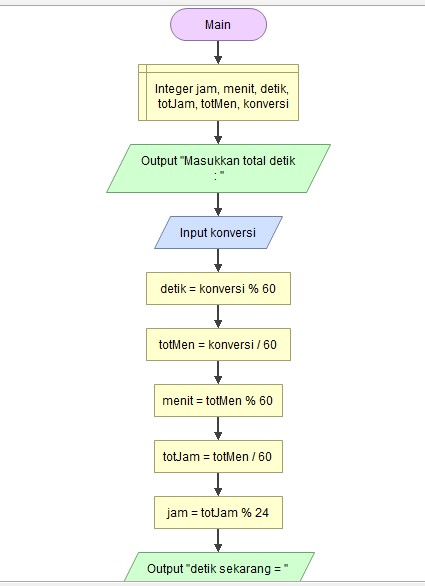 Main
Integer jam, menit, detik,
totJam, totMen, konversi
Output "Masukkan total detik
: "
Input konversi
detik = konversi % 60
totMen = konversi / 60
menit = totMen % 60
totJam = totMen / 60
jam = totJam % 24
Output "detik sekarang = "